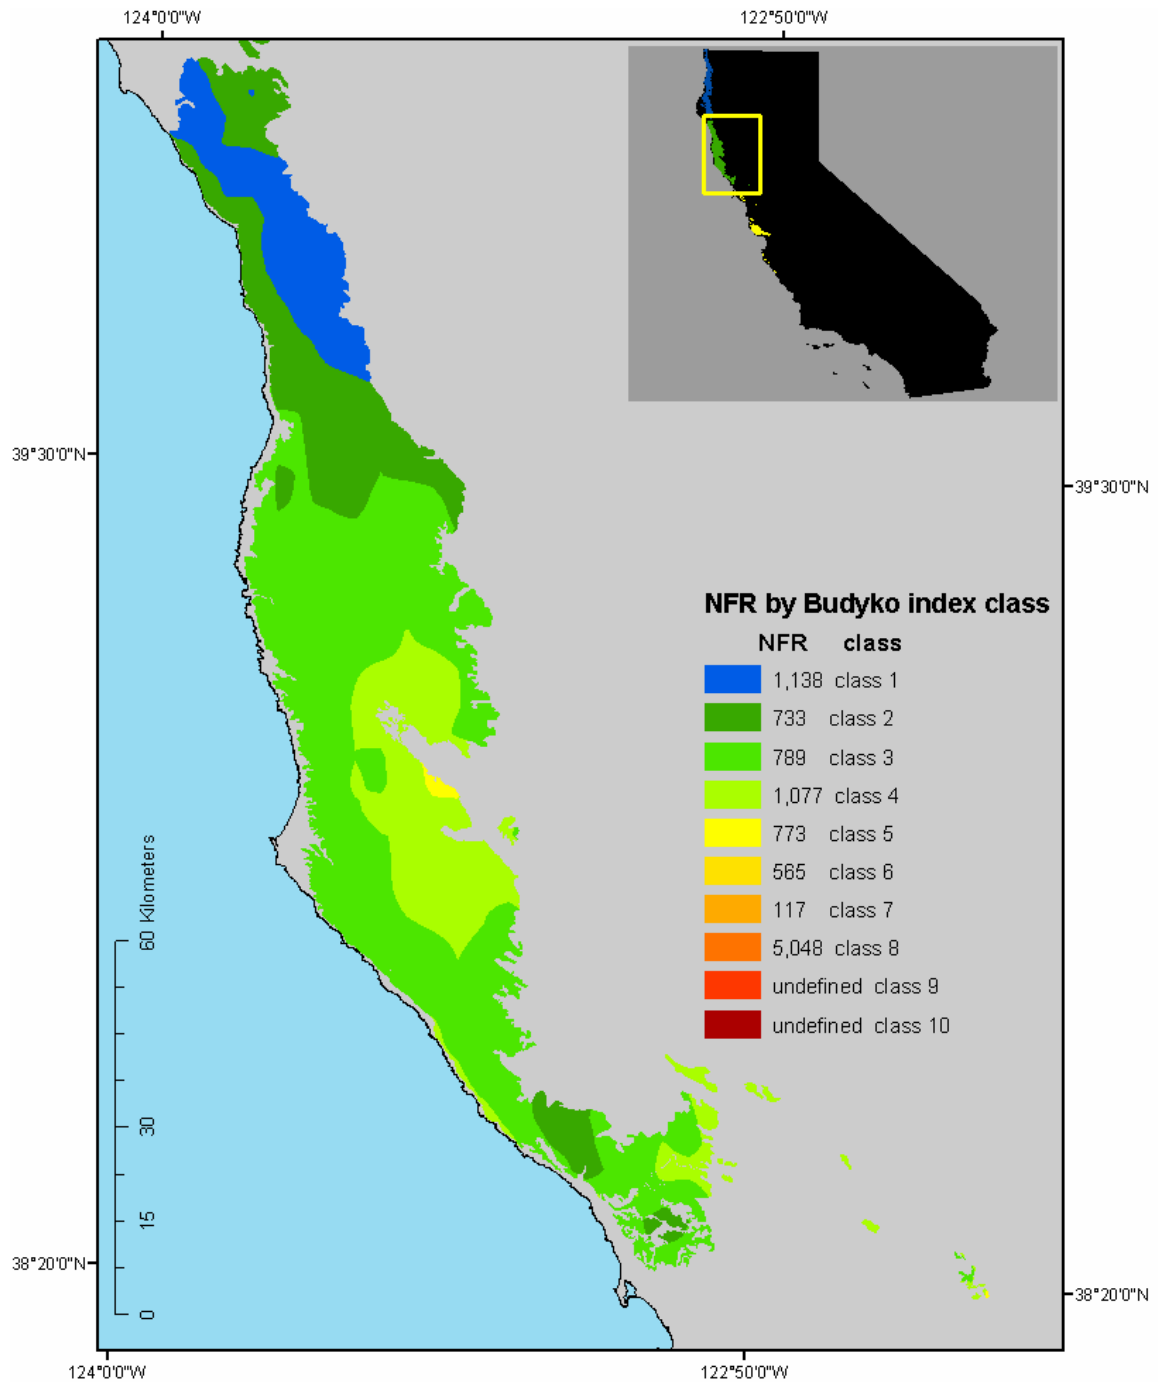 124°0'0"W
122°50'0"W
39°30'0"N
39°30'0"N
NFR by Budyko index class
NFR class
1,138 class 1
733 class 2
789 class 3
1,077 class 4
773 class 5
565 class 6
117 class 7
5,048 class 8
undefined class 9
undefined class 10
60 Kilometers
30
15
0
38°20'0"N
38°20'0"N
124°0'0"W
122°50'0"W